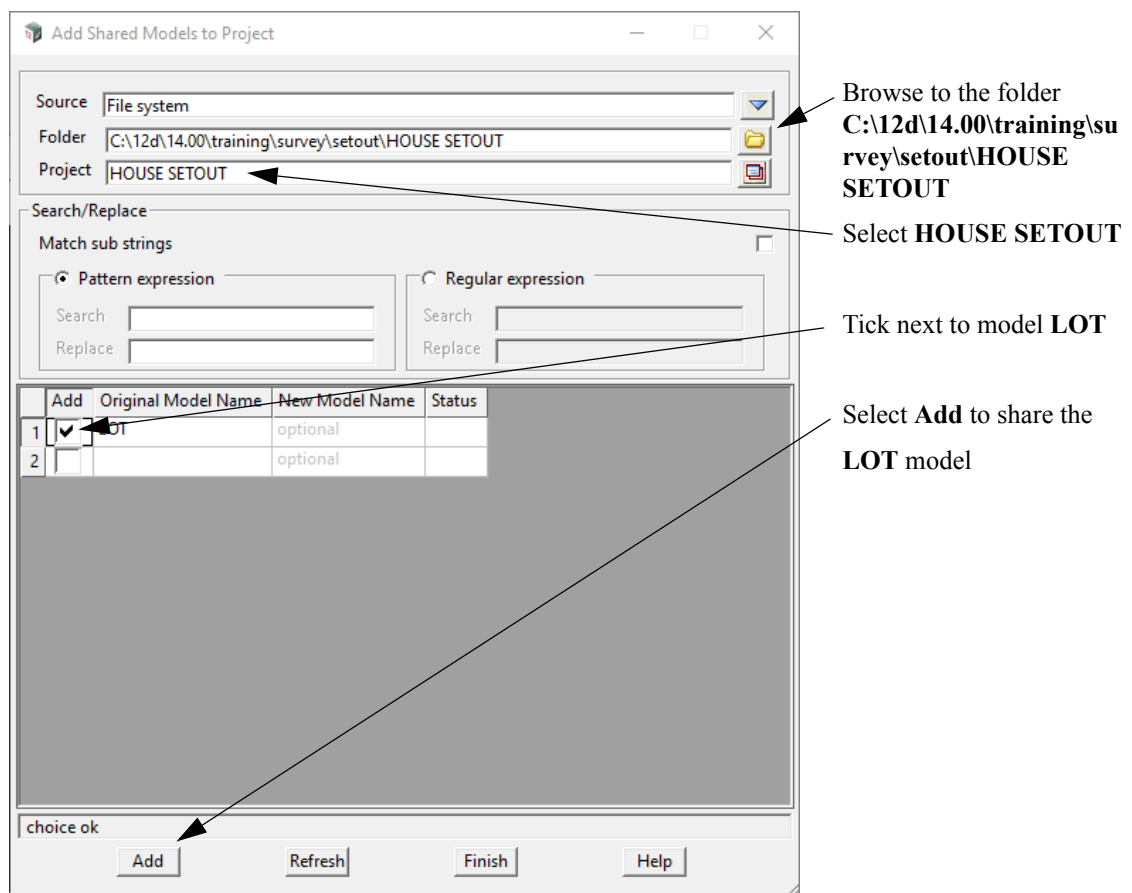 Add Shared Models to Project
Source File system
Folder C:\12d\14.00\training\survey\setout\HOUSE SETOUT
Project HOUSE SETOUT
Search/Replace
Match sub strings
Pattern expression
Search
Replace
Regular expression
Search
Replace
Add Original Model Name New Model Name Status
1 LOT optional
2 optional
choice ok
Add Refresh Finish Help
Browse to the folder
C:\12d\14.00\training\su
rvey\setout\HOUSE
SETOUT
Select HOUSE SETOUT
Tick next to model LOT
Select Add to share the
LOT model